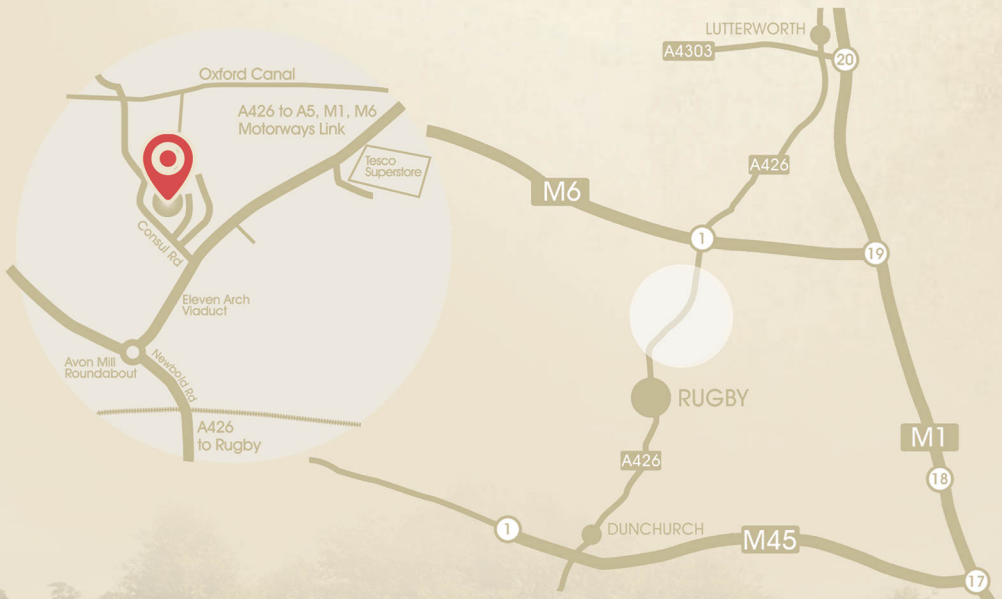 Oxford Canal
A426 to A5, M1, M6
Motorways Link
Tesco
Superstore
Consul Rd
Eleven Arch
Viaduct
Avon Mill
Roundabout
Newbold Rd
A426
to Rugby
LUTTERWORTH
A4303
20
A426
M6
1
19
RUGBY
M1
A426
18
1
DUNCHURCH
M45
17